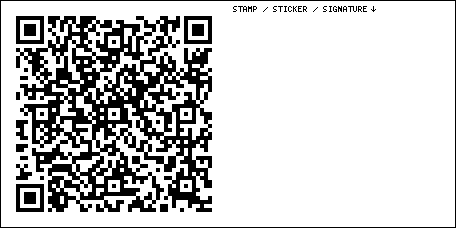 STAMP / STICKER / SIGNATURE ↓